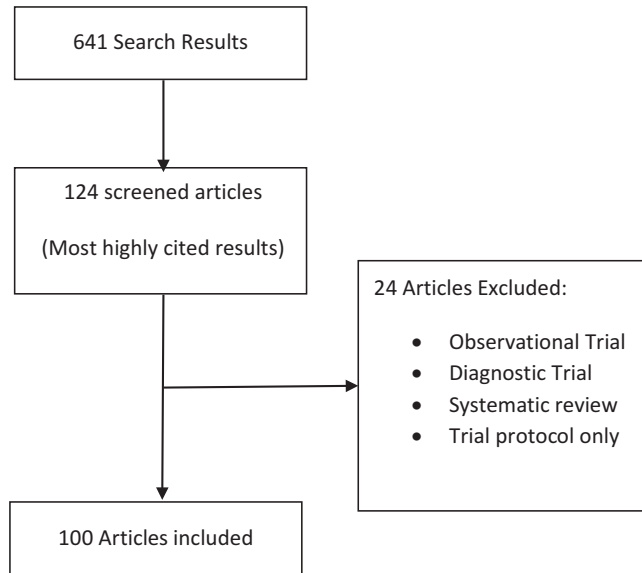 641 Search Results
124 screened articles
(Most highly cited results)
24 Articles Excluded:
• Observational Trial
• Diagnostic Trial
• Systematic review
• Trial protocol only
100 Articles included